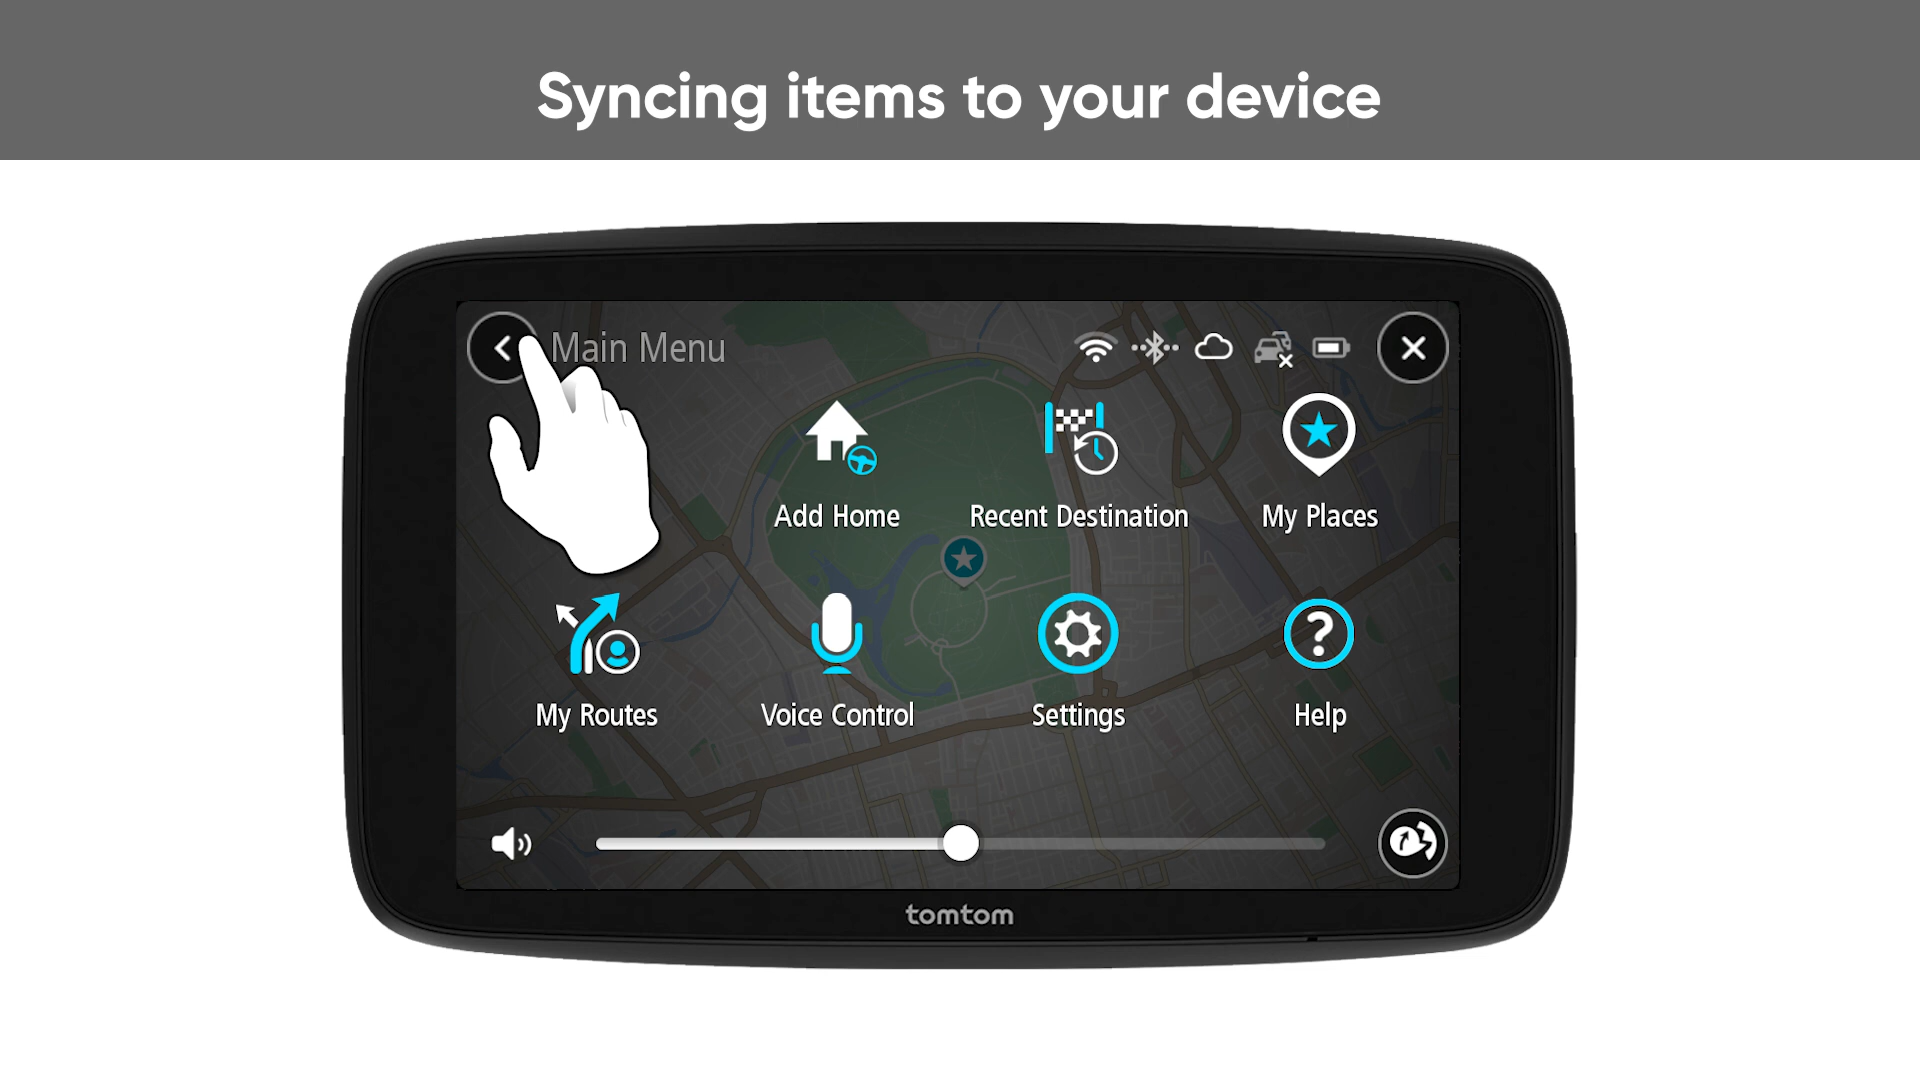 Syncing items to your device
Main Menu
Add Home
Recent Destination
My Places
My Routes
Voice Control
Settings
Help
tomtom